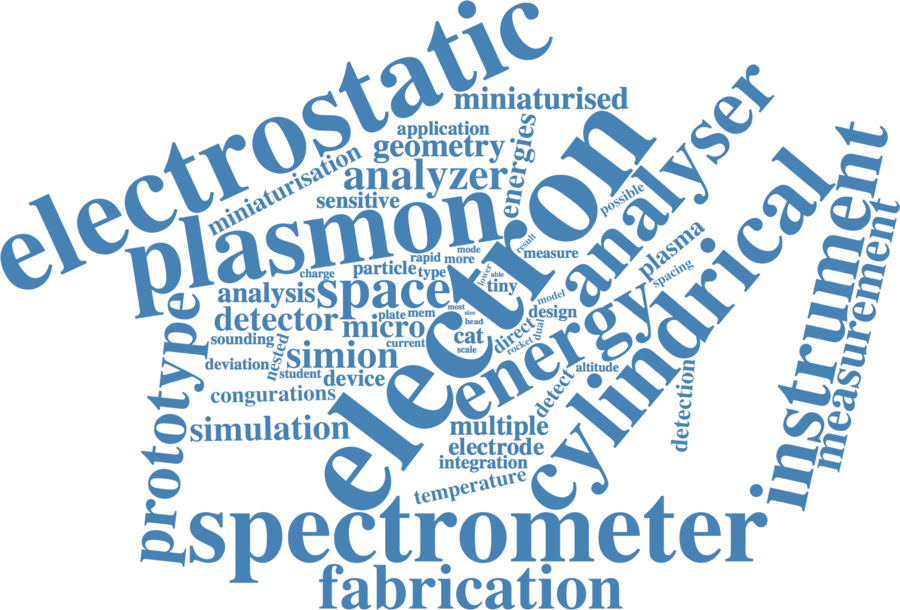 electrostatic
miniaturised
application
geometry
energies
miniaturisation
analyzer
sensitive
electron
analyser
possible
plasmon
cylindrical
instrument
measurement
mode
result
rapid
more
measure
plasma
spacing
charge
particle
type
lower
able
tiny
analysis
space
model
most
size
plate
mem
design
detector
micro
head
direct
dual
rocket
cat
scale
sounding
current
energy
prototype
nested
simion
deviation
student
device
altitude
detect
congurations
detection
simulation
multiple
electrode
integration
temperature
spectrometer
fabrication